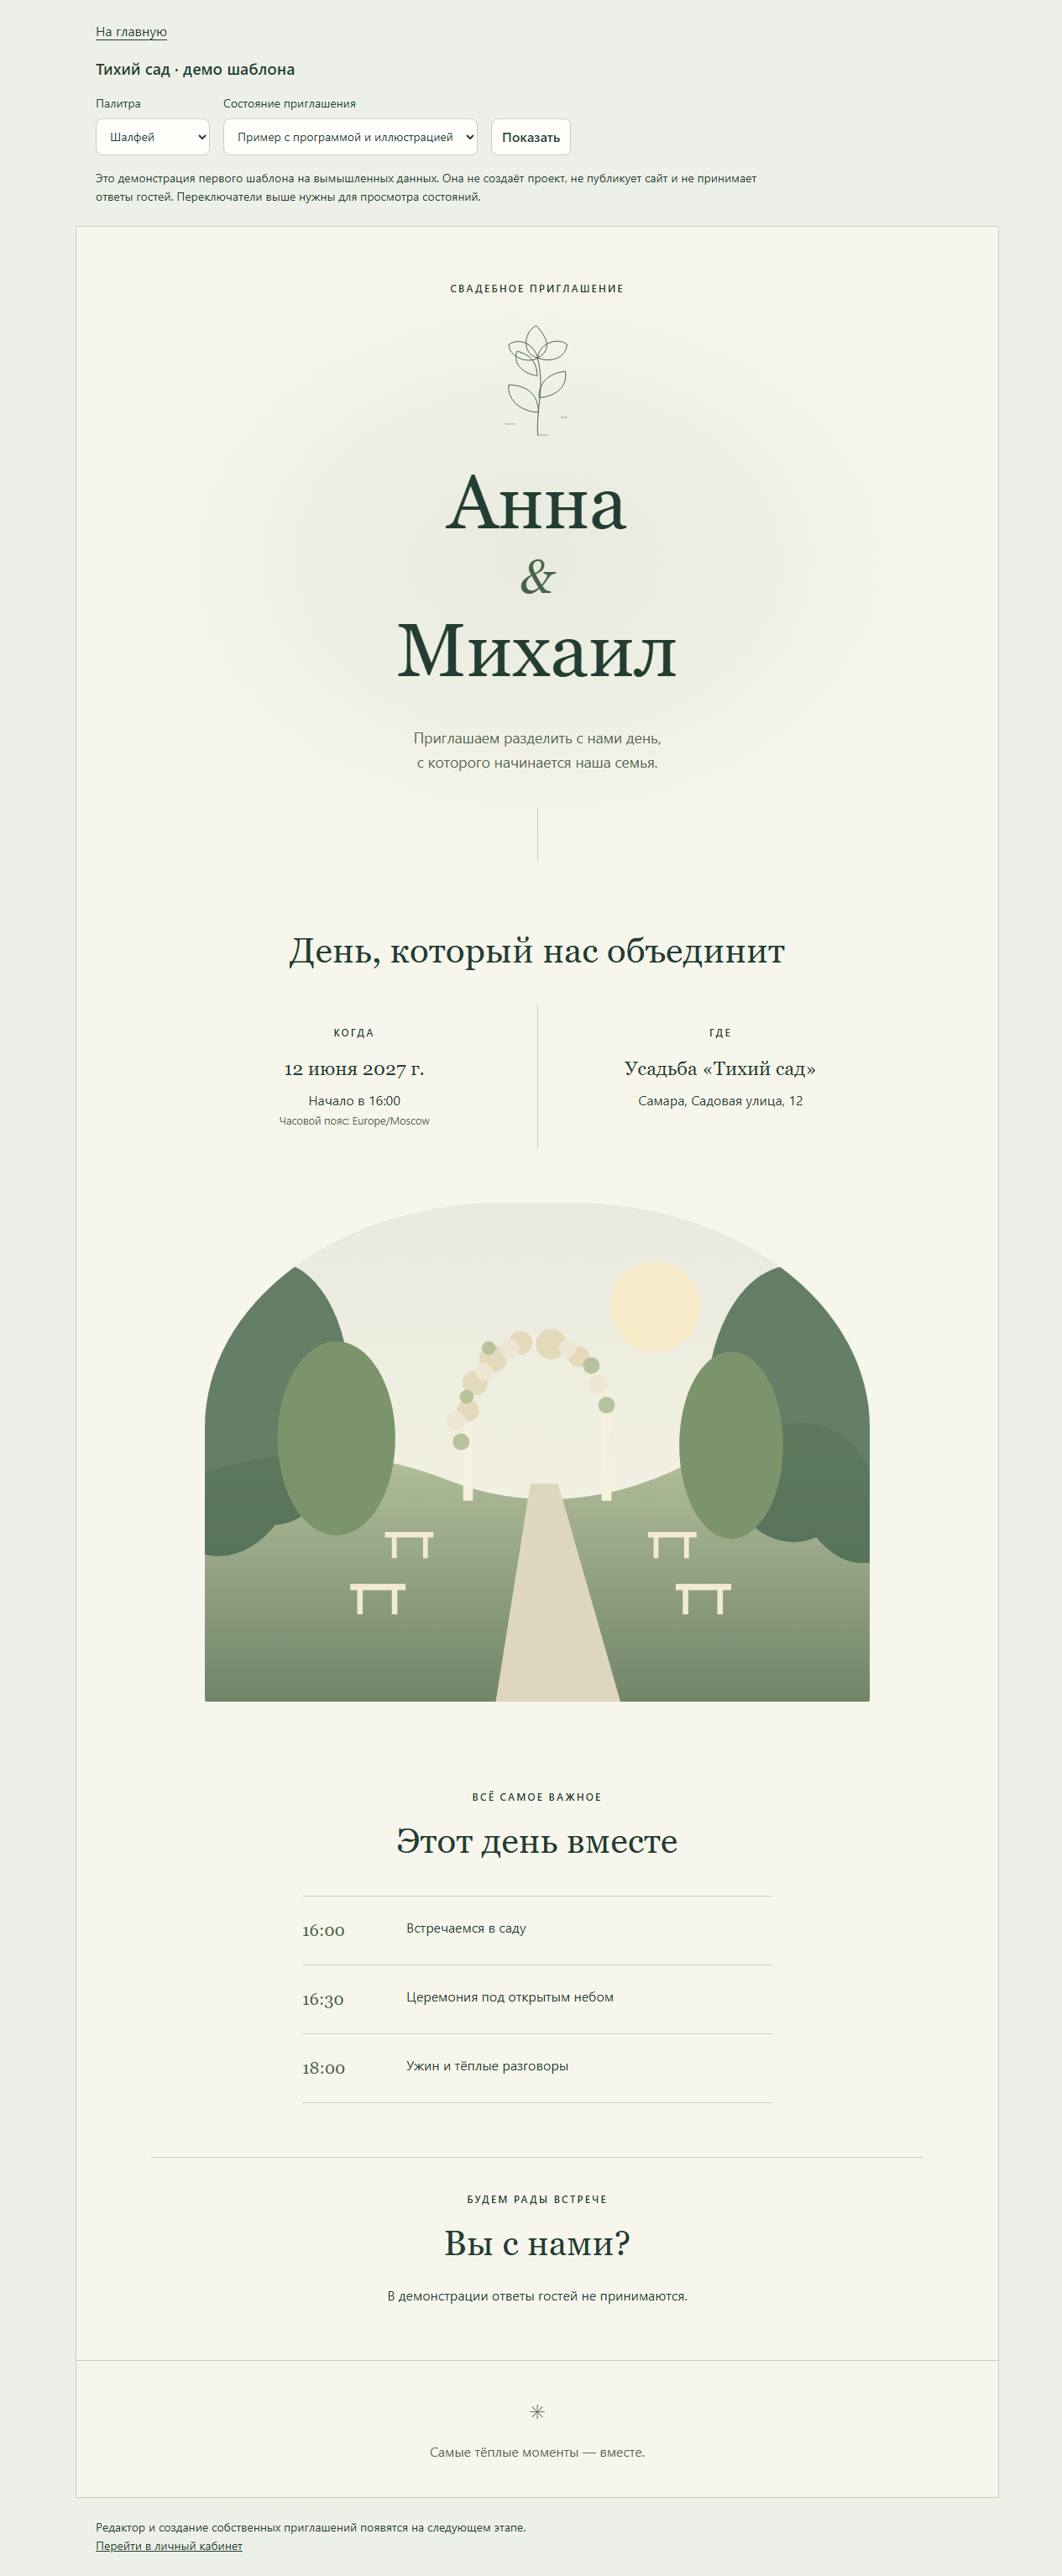 На главную
Тихий сад · демо шаблона
Палитра
Состояние приглашения
Шалфей
Пример с программой и иллюстрацией
Показать
Это демонстрация первого шаблона на вымышленных данных. Она не создаёт проект, не публикует сайт и не принимает
ответы гостей. Переключатели выше нужны для просмотра состояний.
СВАДЕБНОЕ ПРИГЛАШЕНИЕ
Анна
&
Михаил
Приглашаем разделить с нами день,
с которого начинается наша семья.
День, который нас объединит
КОГДА
12 июня 2027 г.
Начало в 16:00
Часовой пояс: Europe/Moscow
ГДЕ
Усадьба «Тихий сад»
Самара, Садовая улица, 12
ВСЁ САМОЕ ВАЖНОЕ
Этот день вместе
16:00 Встречаемся в саду
16:30 Церемония под открытым небом
18:00 Ужин и тёплые разговоры
БУДЕМ РАДЫ ВСТРЕЧЕ
Вы с нами?
В демонстрации ответы гостей не принимаются.
Самые тёплые моменты — вместе.
Редактор и создание собственных приглашений появятся на следующем этапе.
Перейти в личный кабинет